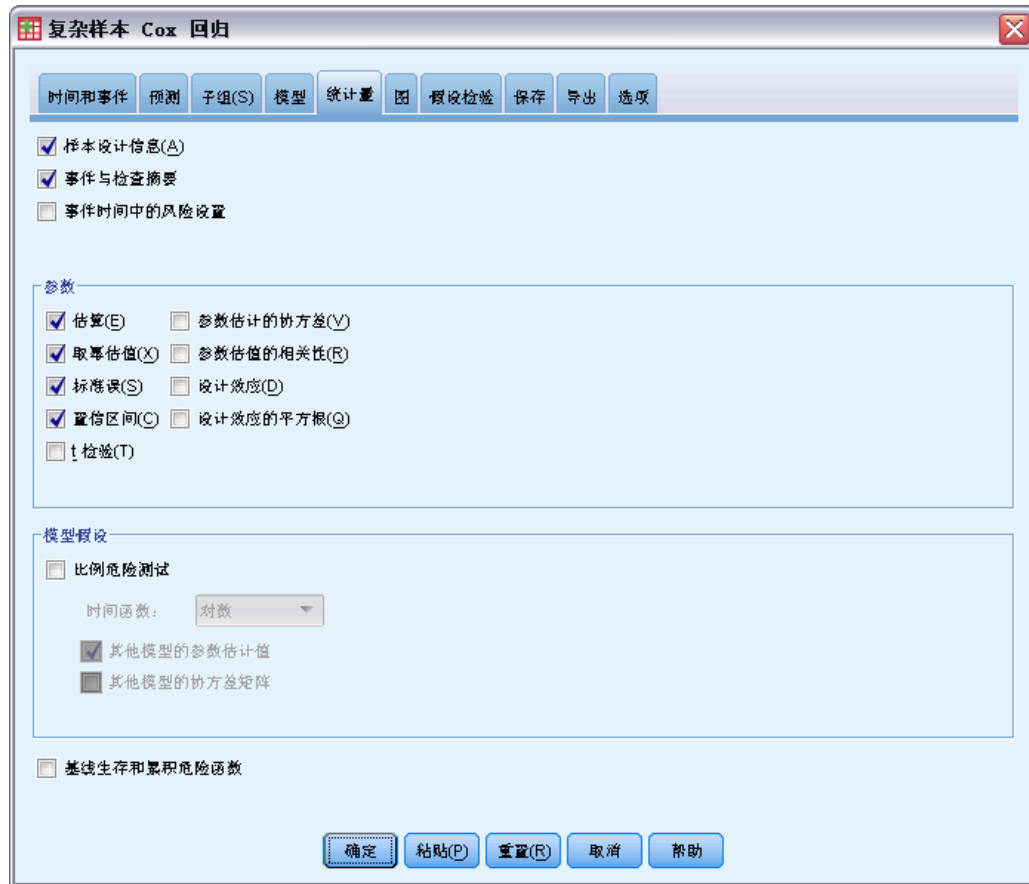 复杂样本 Cox 回归
时间和事件 预测 子组(S) 模型 统计量 图 假设检验 保存 导出 选项
样本设计信息(A)
事件与检查摘要
事件时间中的风险设置
参数
估算(E) 参数估计的协方差(V)
取幂估值(X) 参数估值的相关性(R)
标准误(S) 设计效应(D)
置信区间(C) 设计效应的平方根(Q)
t 检验(T)
模型假设
比例危险测试
时间函数: 对数
其他模型的参数估计值
其他模型的协方差矩阵
基线生存和累积危险函数
确定 粘贴(P) 重置(R) 取消 帮助